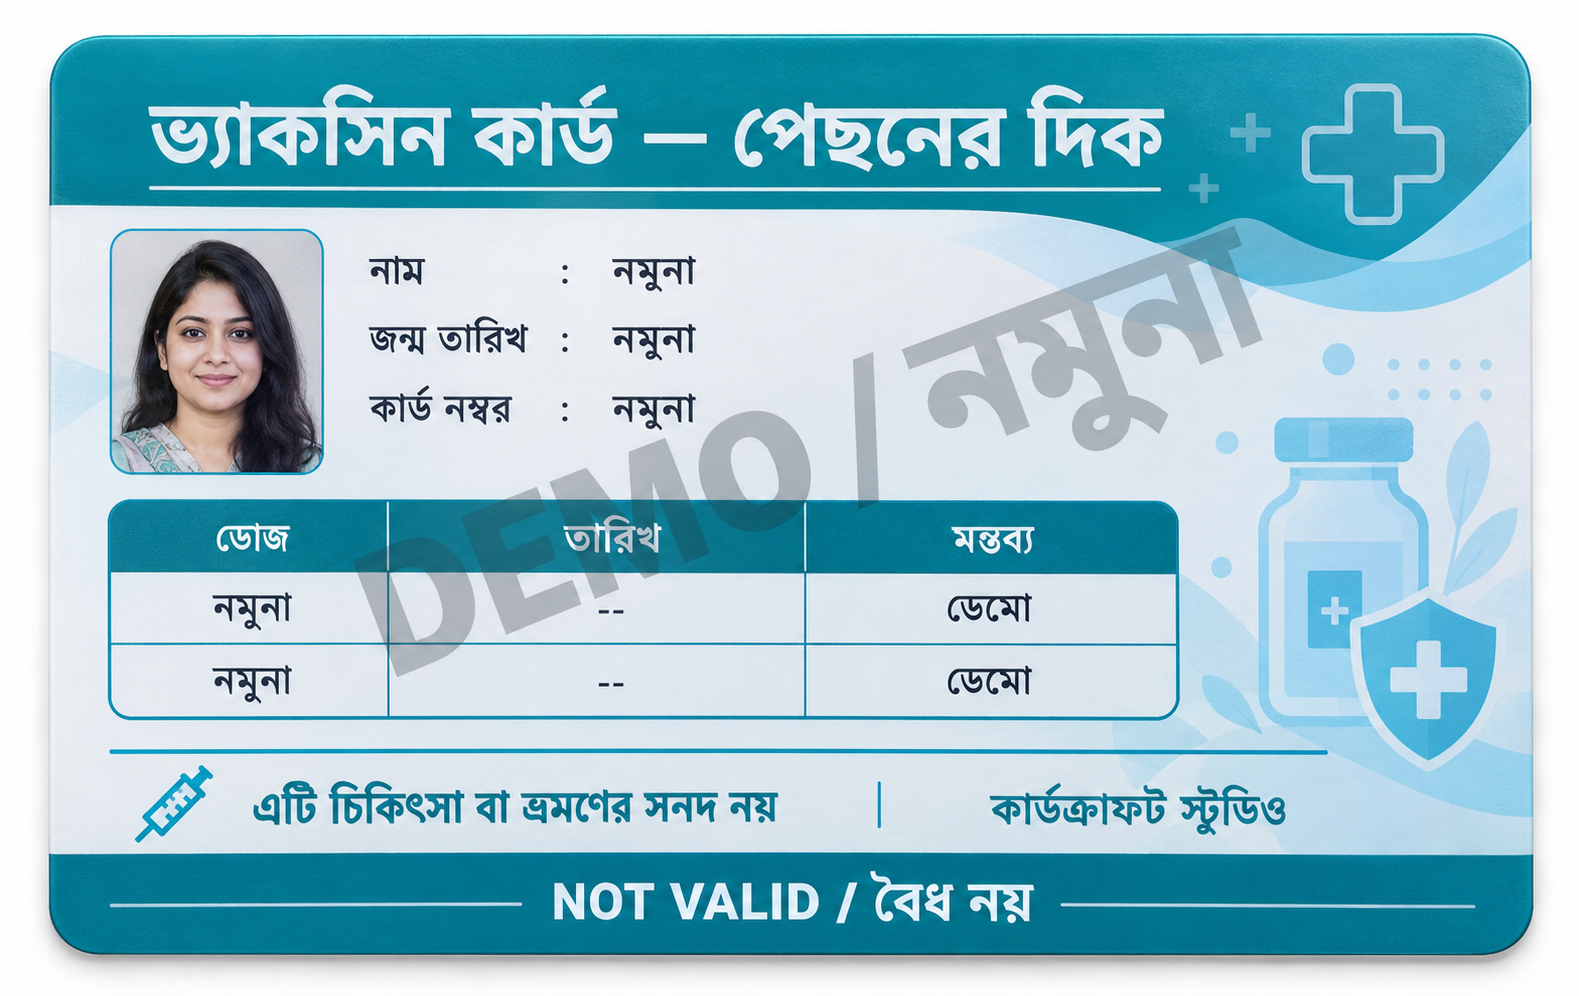 ভ্যাকসিন কার্ড — পেছনের দিক
নাম : নমুনা
জন্ম তারিখ : নমুনা
কার্ড নম্বর : নমুনা
DEMO / নমুনা
ডোজ তারিখ মন্তব্য
নমুনা -- ডেমো
নমুনা -- ডেমো
এটি চিকিৎসা বা ভ্রমণের সনদ নয় | কার্ডক্রাফট স্টুডিও
NOT VALID / বৈধ নয়